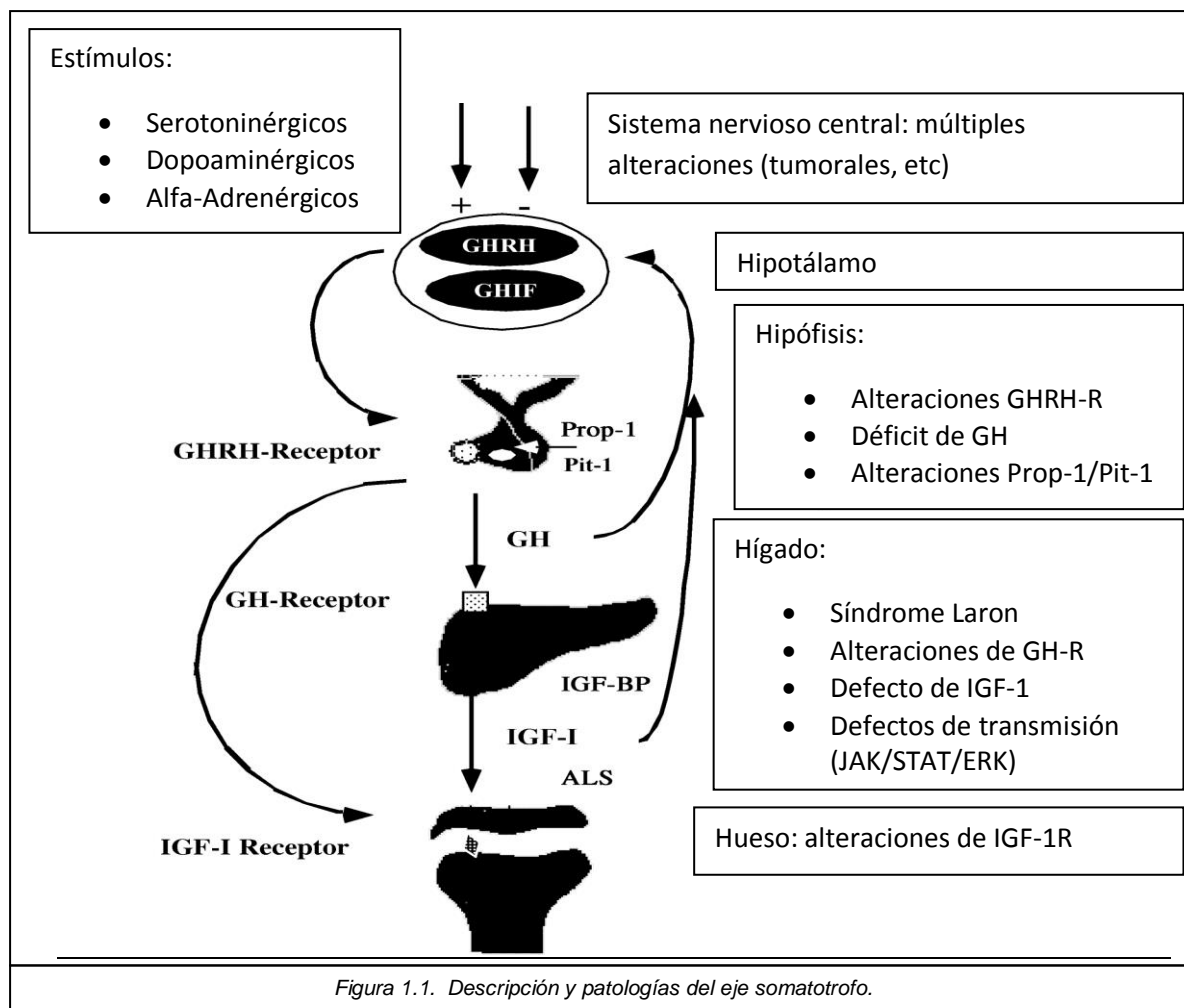 Estímulos:
• Serotoninérgicos
• Dopoaminérgicos
• Alfa-Adrenérgicos
Sistema nervioso central: múltiples
alteraciones (tumorales, etc)
+ -
GHRH
GHIF
Hipotálamo
Hipófisis:
• Alteraciones GHRH-R
• Déficit de GH
• Alteraciones Prop-1/Pit-1
GHRH-Receptor
Prop-1
Pit-1
GH
GH-Receptor
Hígado:
• Síndrome Laron
• Alteraciones de GH-R
• Defecto de IGF-1
• Defectos de transmisión
(JAK/STAT/ERK)
IGF-BP
IGF-I
ALS
IGF-I Receptor
Hueso: alteraciones de IGF-1R
Figura 1.1. Descripción y patologías del eje somatotrofo.